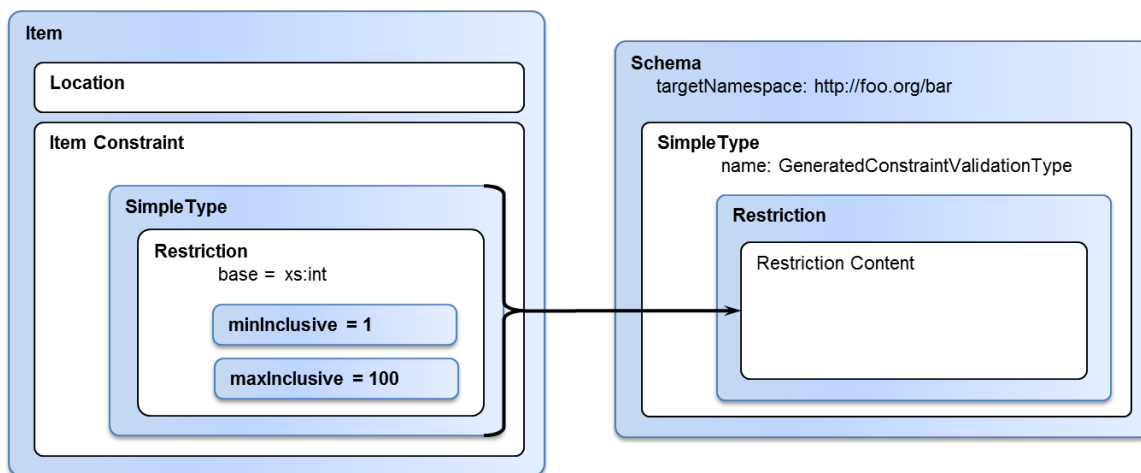 Item
Location
Item Constraint
SimpleType
Restriction
base = xs:int
minInclusive = 1
maxInclusive = 100
Schema
targetNamespace: http://foo.org/bar
SimpleType
name: GeneratedConstraintValidationType
Restriction
Restriction Content